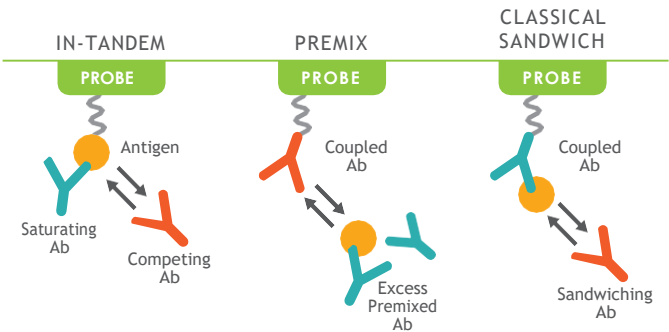 IN-TANDEM
PROBE
Antigen
Saturating
Ab
Competing
Ab
PREMIX
PROBE
Coupled
Ab
Excess
Premixed
Ab
CLASSICAL
SANDWICH
PROBE
Coupled
Ab
Sandwiching
Ab